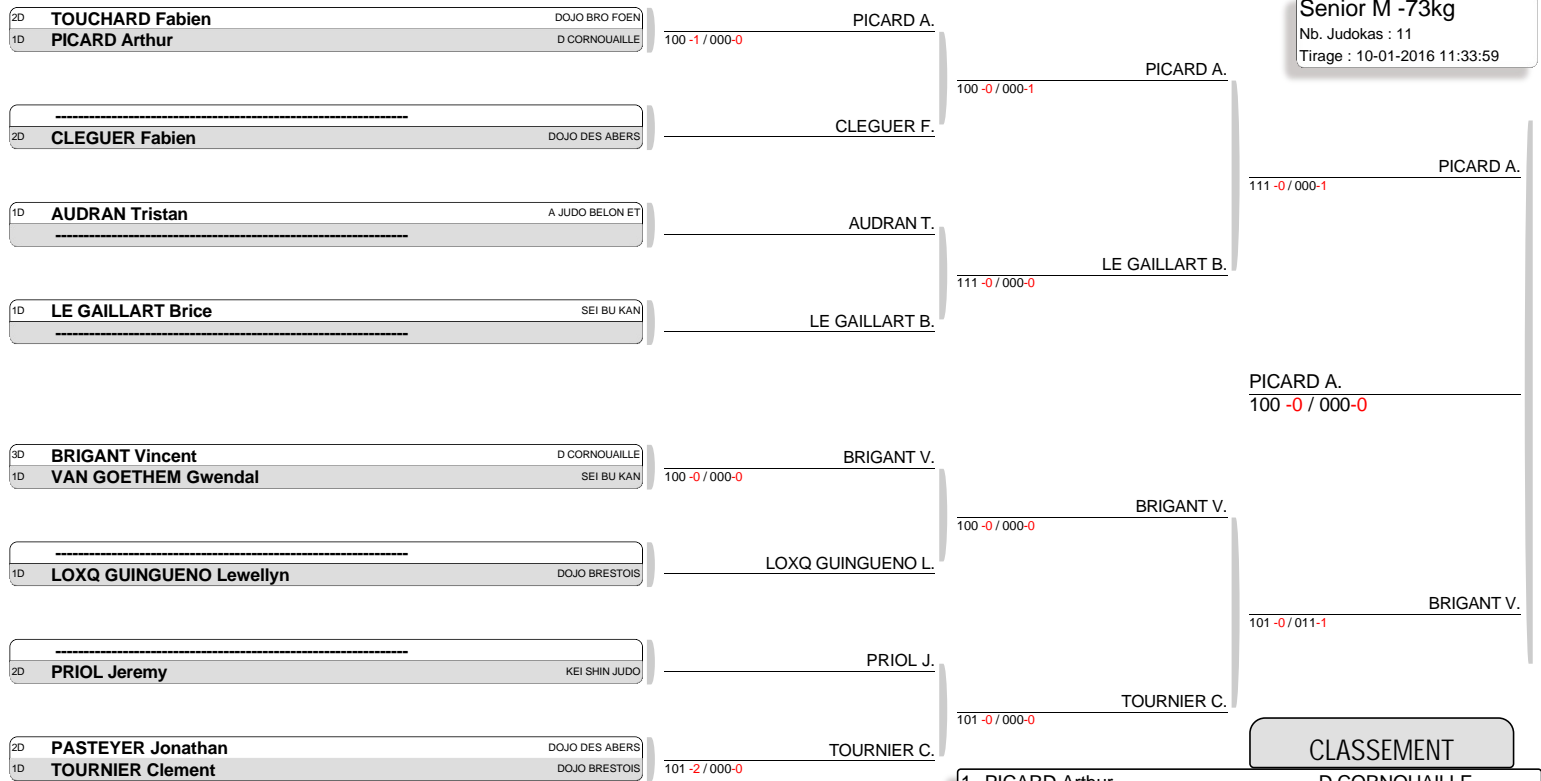 Senior M -73kg
Nb. Judokas : 11
Tirage : 10-01-2016 11:33:59
2D TOUCHARD Fabien DOJO BRO FOEN
1D PICARD Arthur D CORNOUAILLE
PICARD A.
100 -1 / 000-0
------------------------------------------------------------------
2D CLEGUER Fabien DOJO DES ABERS
CLEGUER F.
PICARD A.
100 -0 / 000-1
1D AUDRAN Tristan A JUDO BELON ET
------------------------------------------------------------------
AUDRAN T.
1D LE GAILLART Brice SEI BU KAN
------------------------------------------------------------------
LE GAILLART B.
LE GAILLART B.
111 -0 / 000-0
PICARD A.
111 -0 / 000-1
PICARD A.
100 -0 / 000-0
3D BRIGANT Vincent D CORNOUAILLE
1D VAN GOETHEM Gwendal SEI BU KAN
BRIGANT V.
100 -0 / 000-0
------------------------------------------------------------------
1D LOXQ GUINGUENO Lewellyn DOJO BRESTOIS
LOXQ GUINGUENO L.
BRIGANT V.
100 -0 / 000-0
------------------------------------------------------------------
2D PRIOL Jeremy KEI SHIN JUDO
PRIOL J.
2D PASTEYER Jonathan DOJO DES ABERS
1D TOURNIER Clement DOJO BRESTOIS
TOURNIER C.
101 -2 / 000-0
TOURNIER C.
101 -0 / 000-0
BRIGANT V.
101 -0 / 011-1
CLASSEMENT
1 PICARD Arthur D CORNOUAILLE